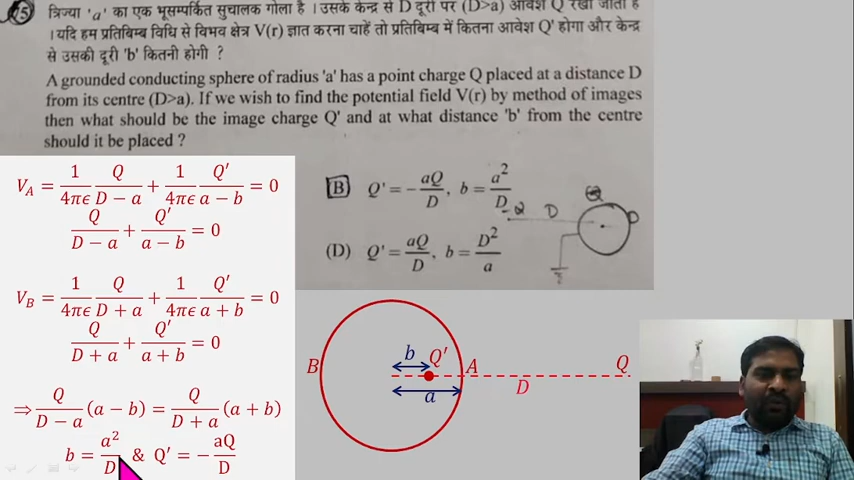 15 त्रिज्या 'a' का एक भूसम्पर्कित सुचालक गोला है । उसके केन्द्र से D दूरी पर (D>a) आवेश Q रखा जाता है
। यदि हम प्रतिबिम्ब विधि से विभव क्षेत्र V(r) ज्ञात करना चाहें तो प्रतिबिम्ब में कितना आवेश Q' होगा और केन्द्र
से उसकी दूरी 'b' कितनी होगी ?
A grounded conducting sphere of radius 'a' has a point charge Q placed at a distance D
from its centre (D>a). If we wish to find the potential field V(r) by method of images
then what should be the image charge Q' and at what distance 'b' from the centre
should it be placed ?
V_A = 1/4πϵ Q/D − a + 1/4πϵ Q'/a − b = 0
Q/D − a + Q'/a − b = 0
V_B = 1/4πϵ Q/D + a + 1/4πϵ Q'/a + b = 0
Q/D + a + Q'/a + b = 0
⇒ Q/D − a (a − b) = Q/D + a (a + b)
b = a²/D & Q' = − aQ/D
B Q' = − aQ/D, b = a²/D
(D) Q' = aQ/D, b = D²/a
Q D
B b Q' A Q
a D